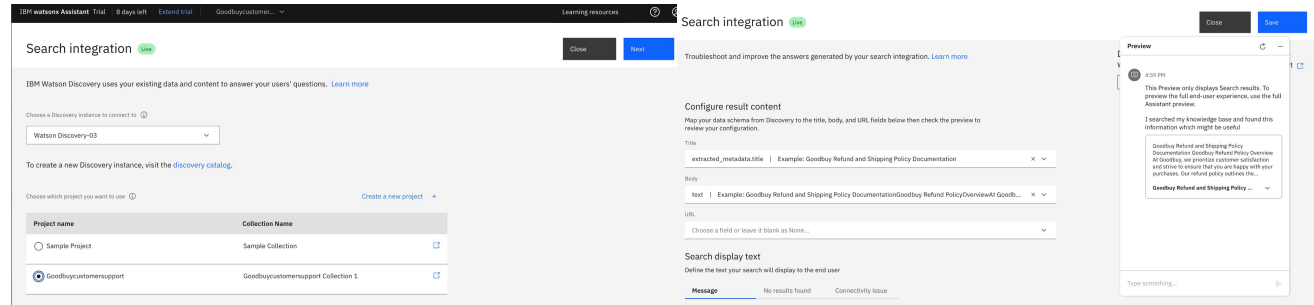 IBM watsonx Assistant Trial 8 days left Extend trial Goodbuycustomer... Learning resources
Search integration Live
Close Next
IBM Watson Discovery uses your existing data and content to answer your users' questions. Learn more
Choose a Discovery instance to connect to
Watson Discovery-03
To create a new Discovery instance, visit the discovery catalog.
Choose which project you want to use Create a new project +
Project name Collection Name
Sample Project Sample Collection
Goodbuycustomersupport Goodbuycustomersupport Collection 1
Search integration Live
Close Save
Troubleshoot and improve the answers generated by your search integration. Learn more
Configure result content
Map your data schema from Discovery to the title, body, and URL fields below then check the preview to
review your configuration.
Title
extracted_metadata.title | Example: Goodbuy Refund and Shipping Policy Documentation
Body
text | Example: Goodbuy Refund and Shipping Policy DocumentationGoodbuy Refund PolicyOverviewAt Goodb...
URL
Choose a field or leave it blank as None...
Search display text
Define the text your search will display to the end user
Message No results found Connectivity issue
Preview
4:59 PM
This Preview only displays Search results. To
preview the full end-user experience, use the full
Assistant preview.
I searched my knowledge base and found this
information which might be useful
Goodbuy Refund and Shipping Policy
Documentation Goodbuy Refund Policy Overview
At Goodbuy, we prioritize customer satisfaction
and strive to ensure that you are happy with your
purchases. Our refund policy outlines the...
Goodbuy Refund and Shipping Policy ...
Type something...